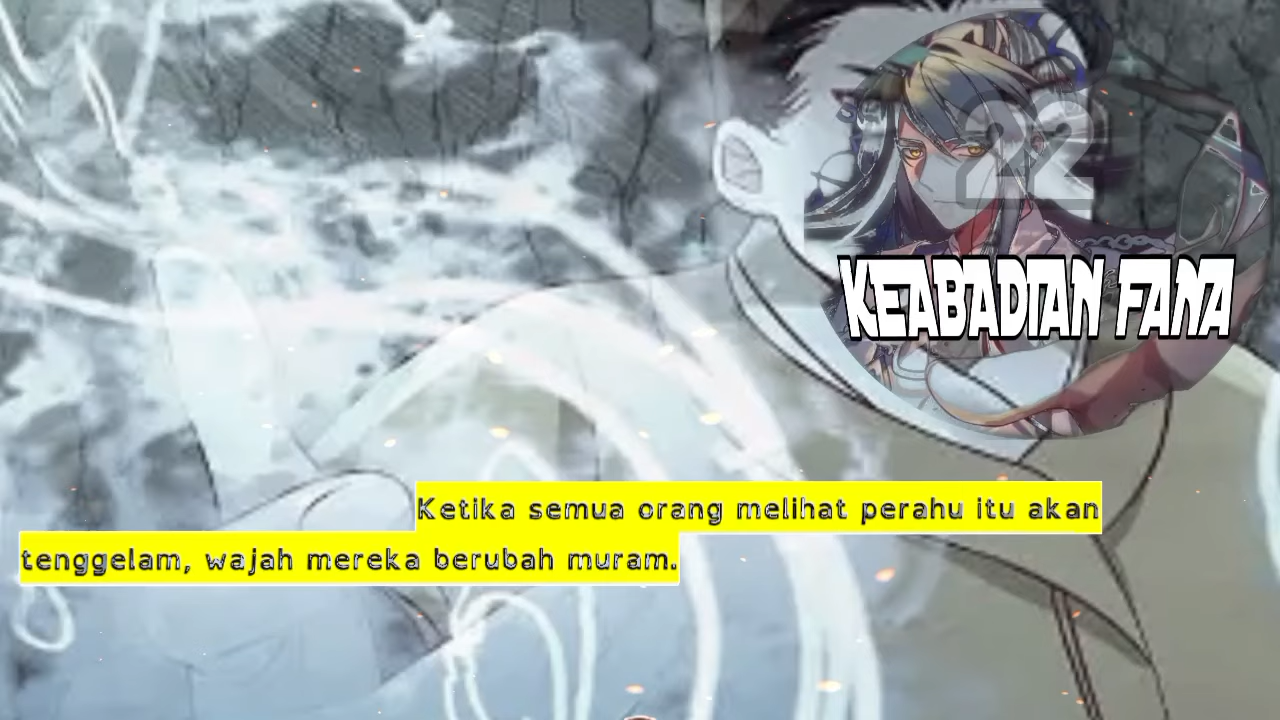 22
KEABADIAN FANA
Ketika semua orang melihat perahu itu akan
tenggelam, wajah mereka berubah muram.